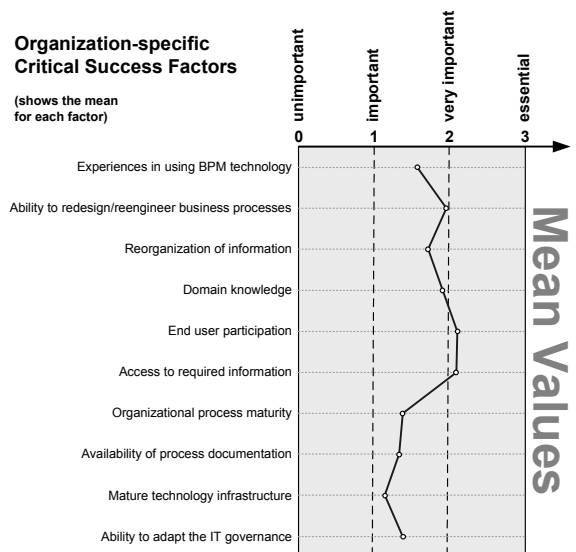 Organization-specific
Critical Success Factors
(shows the mean
for each factor)
unimportant
important
very important
essential
0 1 2 3
Experiences in using BPM technology
Ability to redesign/reengineer business processes
Reorganization of information
Domain knowledge
End user participation
Access to required information
Organizational process maturity
Availability of process documentation
Mature technology infrastructure
Ability to adapt the IT governance
Mean Values